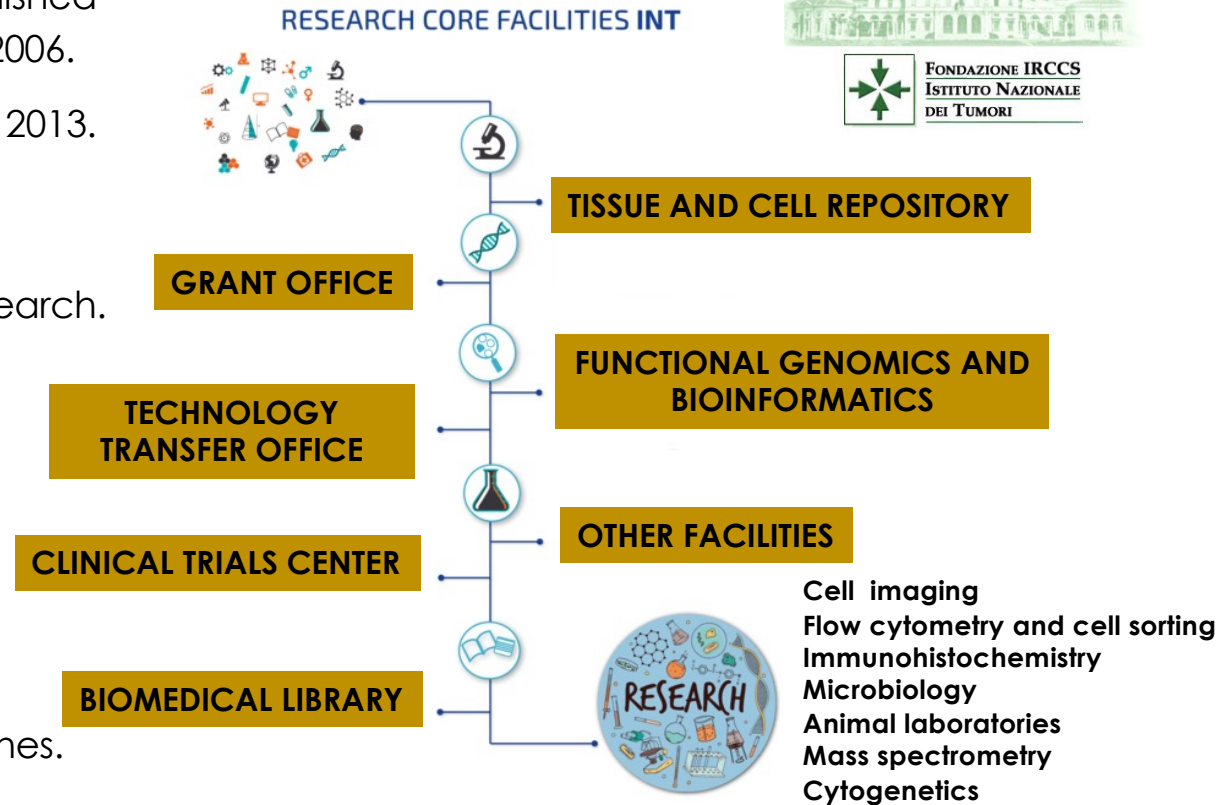 lished
2006.
2013.
earch.
nes.
RESEARCH CORE FACILITIES INT
FONDAZIONE IRCCS
ISTITUTO NAZIONALE
DEI TUMORI
TISSUE AND CELL REPOSITORY
GRANT OFFICE
FUNCTIONAL GENOMICS AND
BIOINFORMATICS
TECHNOLOGY
TRANSFER OFFICE
OTHER FACILITIES
CLINICAL TRIALS CENTER
BIOMEDICAL LIBRARY
RESEARCH
Cell imaging
Flow cytometry and cell sorting
Immunohistochemistry
Microbiology
Animal laboratories
Mass spectrometry
Cytogenetics